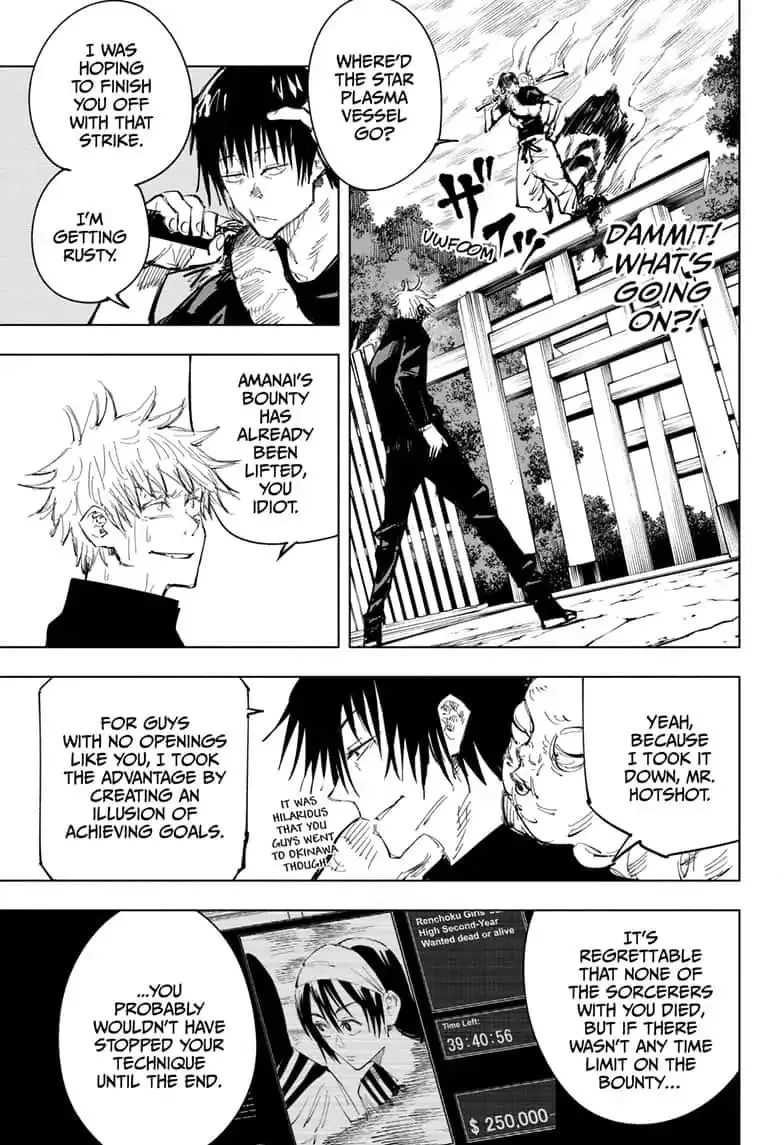 DAMMIT!
WHAT'S
GOING
ON?!
ザ
ァッ
VWFOOM
WHERE'D
THE STAR
PLASMA
VESSEL
GO?
I WAS
HOPING
TO FINISH
YOU OFF
WITH THAT
STRIKE.
I'M
GETTING
RUSTY.
AMANAI'S
BOUNTY
HAS
ALREADY
BEEN
LIFTED,
YOU
IDIOT.
YEAH,
BECAUSE
I TOOK
IT DOWN, MR.
HOTSHOT.
IT WAS
HILARIOUS
THAT YOU
GUYS WENT
TO OKINAWA
THOUGH.
FOR GUYS
WITH NO OPENINGS
LIKE YOU, I TOOK
THE ADVANTAGE BY
CREATING AN
ILLUSION OF
ACHIEVING GOALS.
IT'S
REGRETTABLE
THAT NONE OF
THE SORCERERS
WITH YOU DIED,
BUT IF THERE
WASN'T ANY TIME
LIMIT ON THE
BOUNTY...
Renchoku Girls'
High Second-Year
Wanted dead or alive
Time Left:
39:40:56
$ 250,000
...YOU
PROBABLY
WOULDN'T HAVE
STOPPED YOUR
TECHNIQUE
UNTIL THE END.